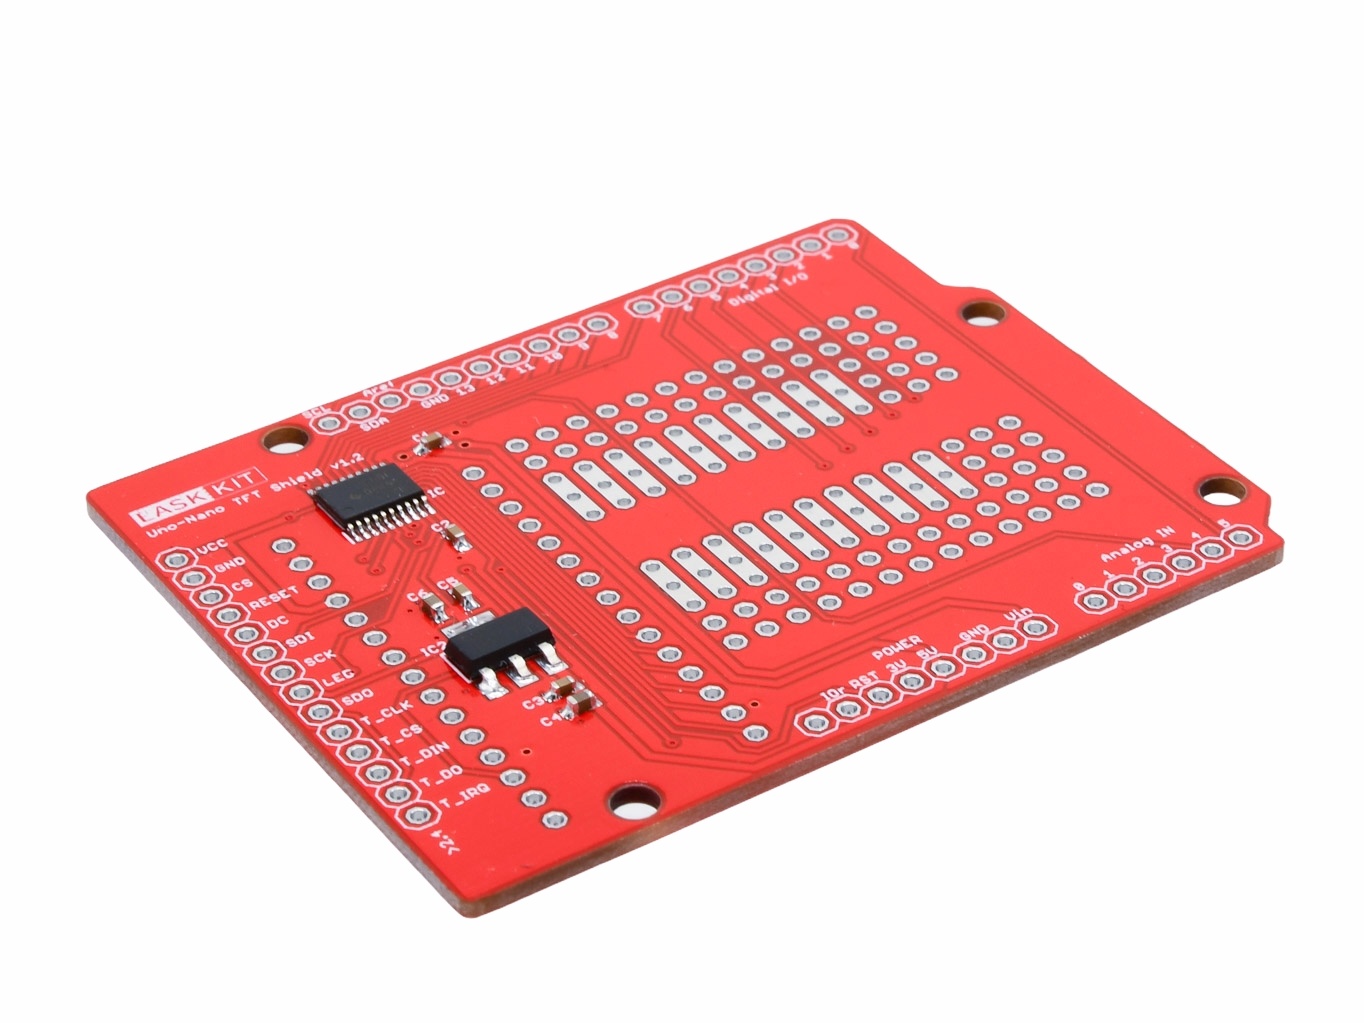 LASKKIT
Uno-Nano TFT Shield V1.2
VCC
GND
CS
RESET
DC
SDI
SCK
LEC
SDO
T_CLK
T_CS
T_DIN
T_DO
T_IRQ
>2.4
SCL
SDA
Aref
GND
13
12
11
10
9
8
7
6
5
4
3
2
1
0
Digital I/O
C1
IC
C2
C5
C6
IC2
C3
C4
IOr RST 3V 5V GND Vin
POWER
Analog IN
0 1 2 3 4 5